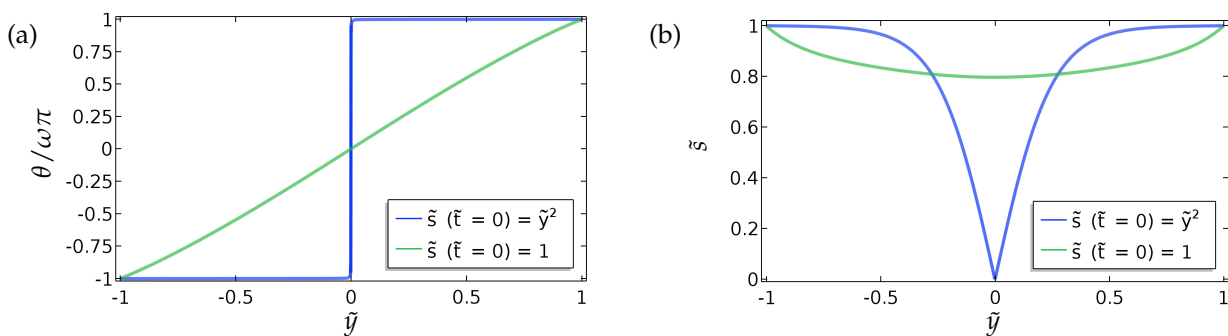 (a)
θ/ωπ
1
0.75
0.5
0.25
0
-0.25
-0.5
-0.75
-1
-1 -0.5 0 0.5 1
ỹ
s̃ (t̃ = 0) = ỹ²
s̃ (t̃ = 0) = 1
(b)
s̃
1
0.8
0.6
0.4
0.2
0
-1 -0.5 0 0.5 1
ỹ
s̃ (t̃ = 0) = ỹ²
s̃ (t̃ = 0) = 1